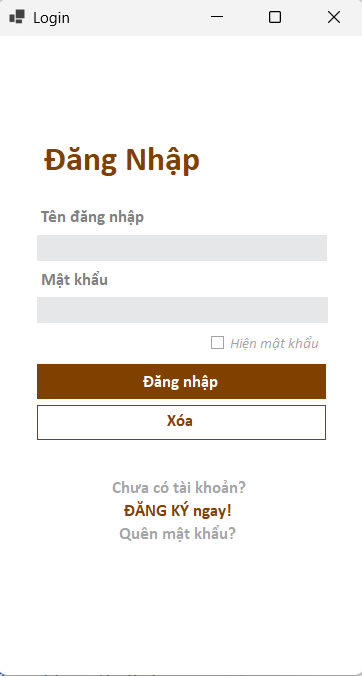 Login
Đăng Nhập
Tên đăng nhập
Mật khẩu
Hiện mật khẩu
Đăng nhập
Xóa
Chưa có tài khoản?
ĐĂNG KÝ ngay!
Quên mật khẩu?